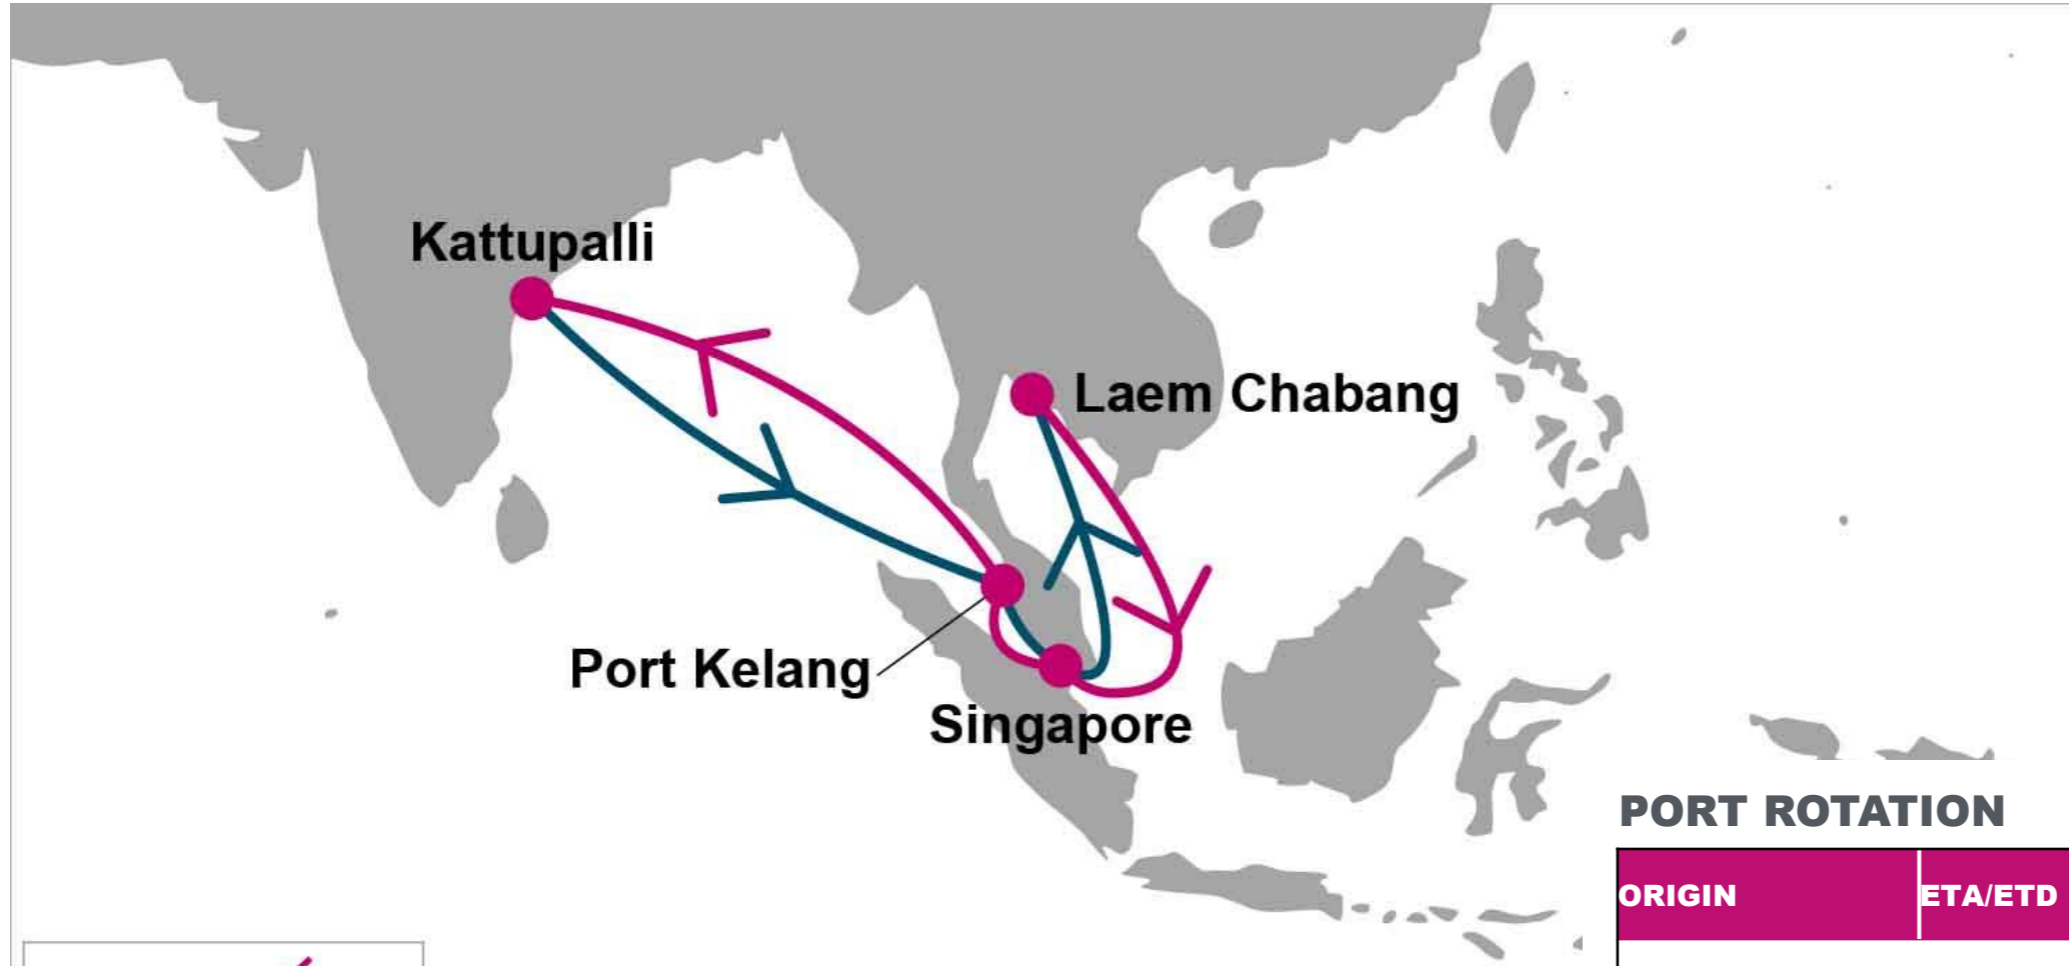 Kattupalli
Laem Chabang
Port Kelang
Singapore
PORT ROTATION
ORIGIN
ETA/ETD